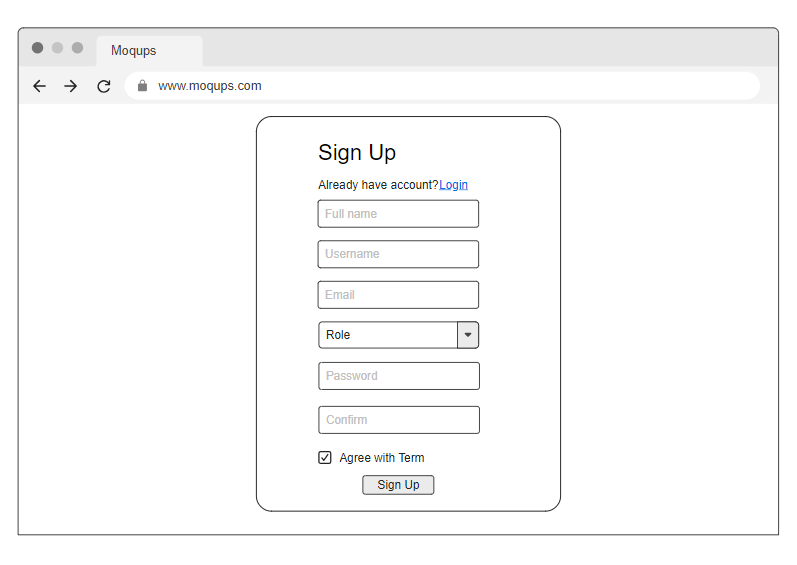 Moqups
www.moqups.com
Sign Up
Already have account?Login
Full name
Username
Email
Role
Password
Confirm
Agree with Term
Sign Up